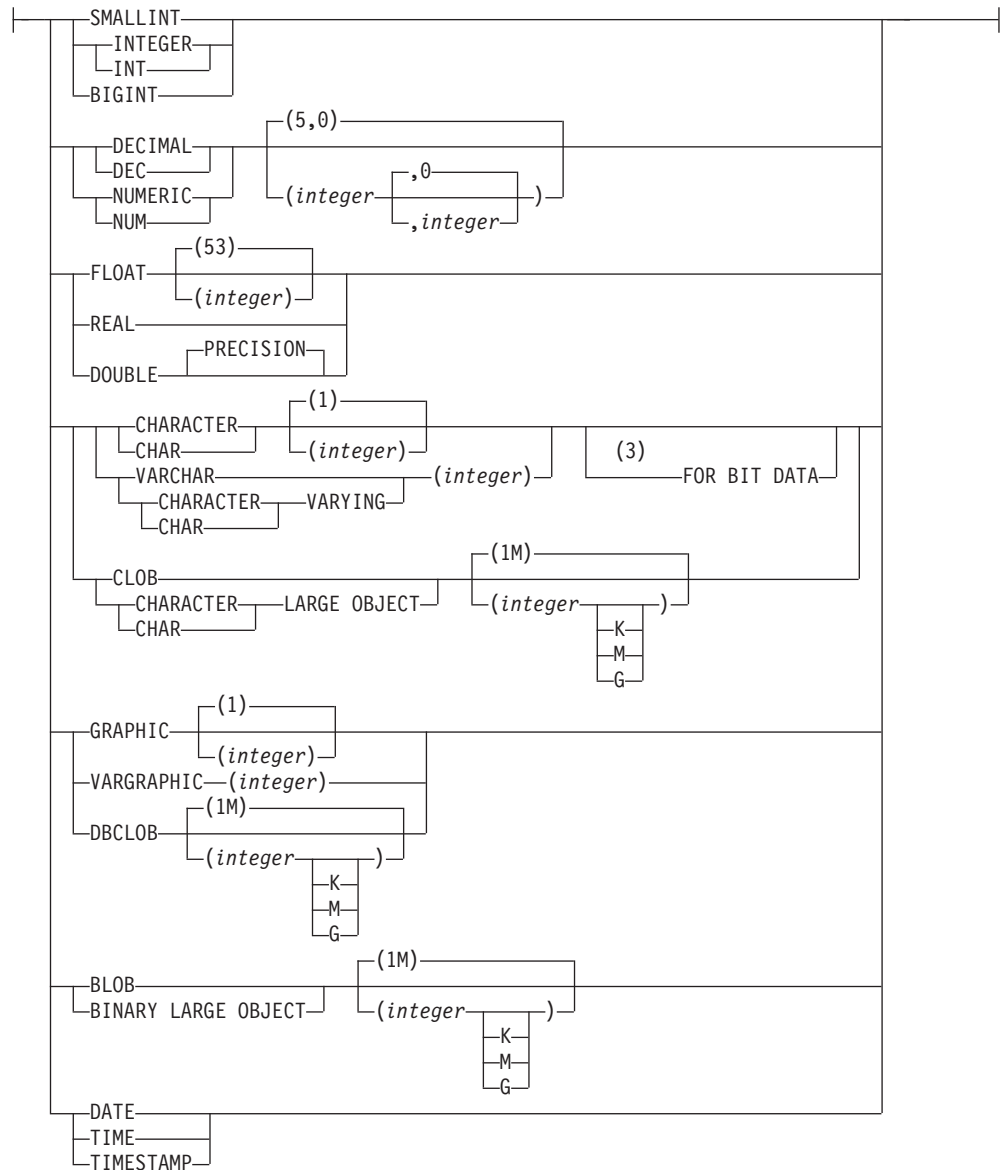 SMALLINT
INTEGER
INT
BIGINT
(5,0)
DECIMAL
DEC
(integer ,0 )
NUMERIC
,integer
NUM
(53)
FLOAT
(integer)
REAL
PRECISION
DOUBLE
(1)
CHARACTER
CHAR (integer) (3)
VARCHAR (integer) FOR BIT DATA
CHARACTER VARYING
CHAR
(1M)
CLOB
CHARACTER LARGE OBJECT (integer )
CHAR K
M
G
(1)
GRAPHIC
(integer)
VARGRAPHIC (integer)
(1M)
DBCLOB
(integer )
K
M
G
(1M)
BLOB
BINARY LARGE OBJECT (integer )
K
M
G
DATE
TIME
TIMESTAMP